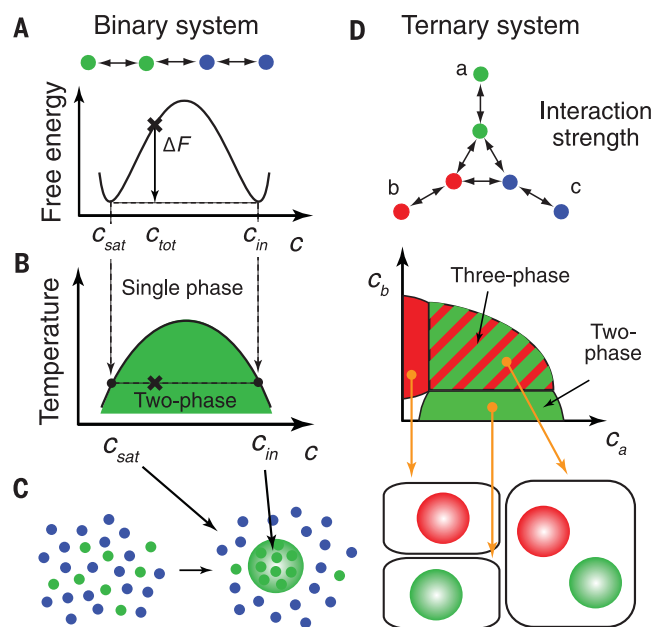 A
Binary system
Free energy
ΔF
c_sat
c_tot
c_in
c
B
Temperature
Single phase
Two-phase
c_sat
c_in
c
C
D
Ternary system
a
Interaction
strength
b
c
c_b
Three-phase
Two-
phase
c_a